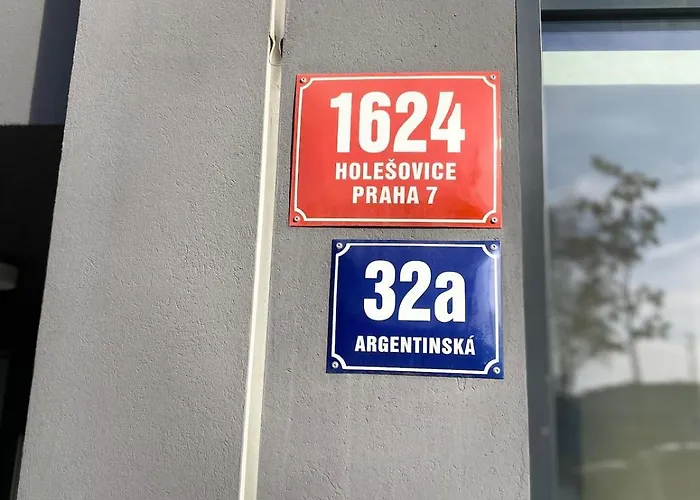 1624
HOLEŠOVICE
PRAHA 7
32a
ARGENTINSKÁ